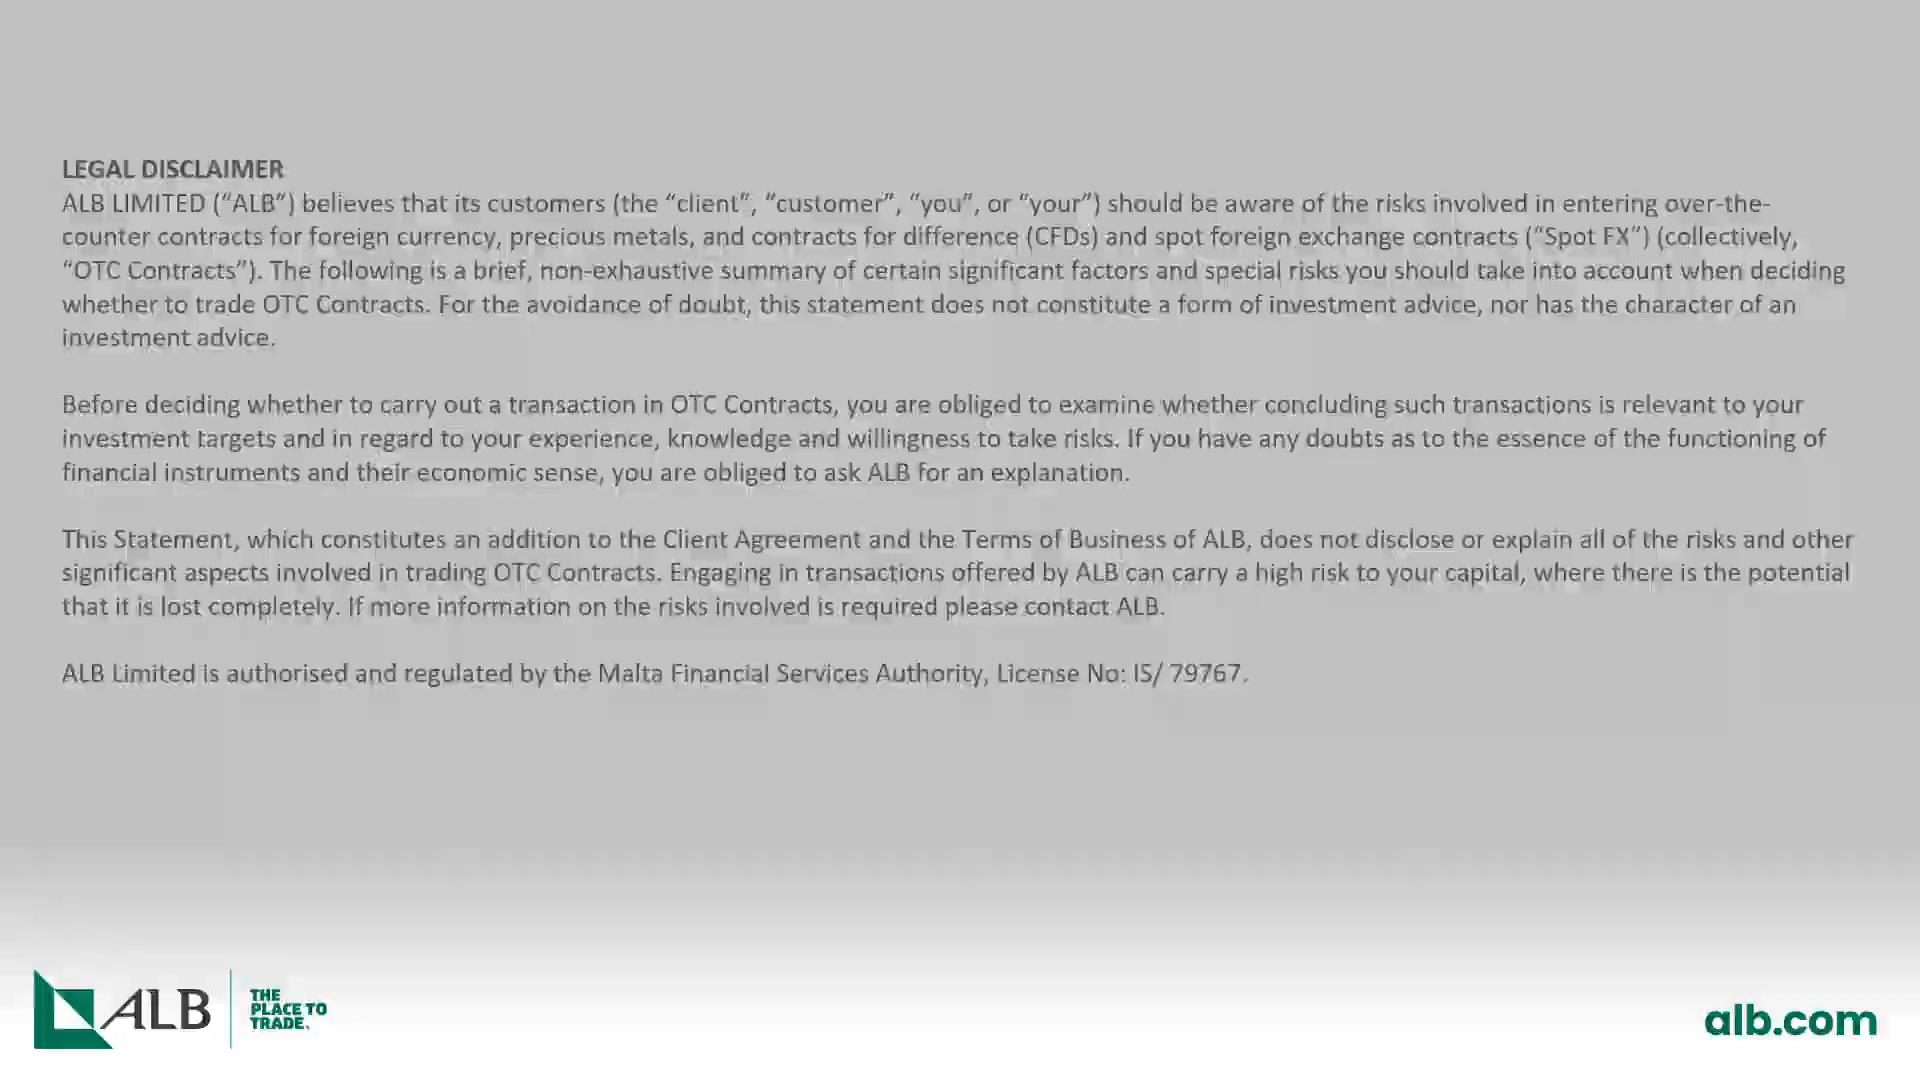 LEGAL DISCLAIMER
ALB LIMITED (“ALB”) believes that its customers (the “client”, “customer”, “you”, or “your”) should be aware of the risks involved in entering over-the-
counter contracts for foreign currency, precious metals, and contracts for difference (CFDs) and spot foreign exchange contracts (“Spot FX”) (collectively,
“OTC Contracts”). The following is a brief, non-exhaustive summary of certain significant factors and special risks you should take into account when deciding
whether to trade OTC Contracts. For the avoidance of doubt, this statement does not constitute a form of investment advice, nor has the character of an
investment advice.
Before deciding whether to carry out a transaction in OTC Contracts, you are obliged to examine whether concluding such transactions is relevant to your
investment targets and in regard to your experience, knowledge and willingness to take risks. If you have any doubts as to the essence of the functioning of
financial instruments and their economic sense, you are obliged to ask ALB for an explanation.
This Statement, which constitutes an addition to the Client Agreement and the Terms of Business of ALB, does not disclose or explain all of the risks and other
significant aspects involved in trading OTC Contracts. Engaging in transactions offered by ALB can carry a high risk to your capital, where there is the potential
that it is lost completely. If more information on the risks involved is required please contact ALB.
ALB Limited is authorised and regulated by the Malta Financial Services Authority, License No: IS/ 79767.
ALB
THE
PLACE TO
TRADE.
alb.com